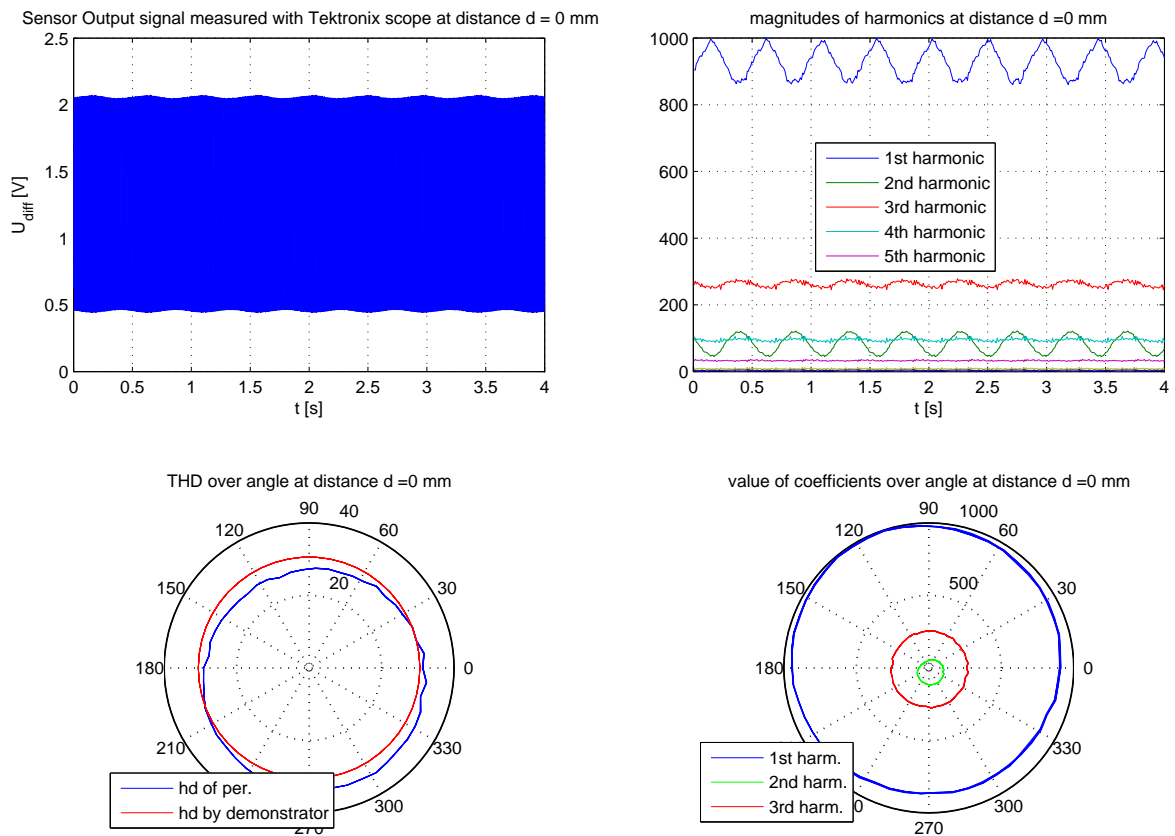 Sensor Output signal measured with Tektronix scope at distance d = 0 mm
2.5
2
1.5
1
0.5
0
U_diff [V]
0 0.5 1 1.5 2 2.5 3 3.5 4
t [s]
magnitudes of harmonics at distance d =0 mm
1000
800
600
400
200
0
1st harmonic
2nd harmonic
3rd harmonic
4th harmonic
5th harmonic
0 0.5 1 1.5 2 2.5 3 3.5 4
t [s]
THD over angle at distance d =0 mm
90 40
120 60
20
150 30
180 0
210 330
300
270
hd of per.
hd by demonstrator
value of coefficients over angle at distance d =0 mm
90 1000
120 60
500
150 30
180 0
330
300
270
1st harm.
2nd harm.
3rd harm.